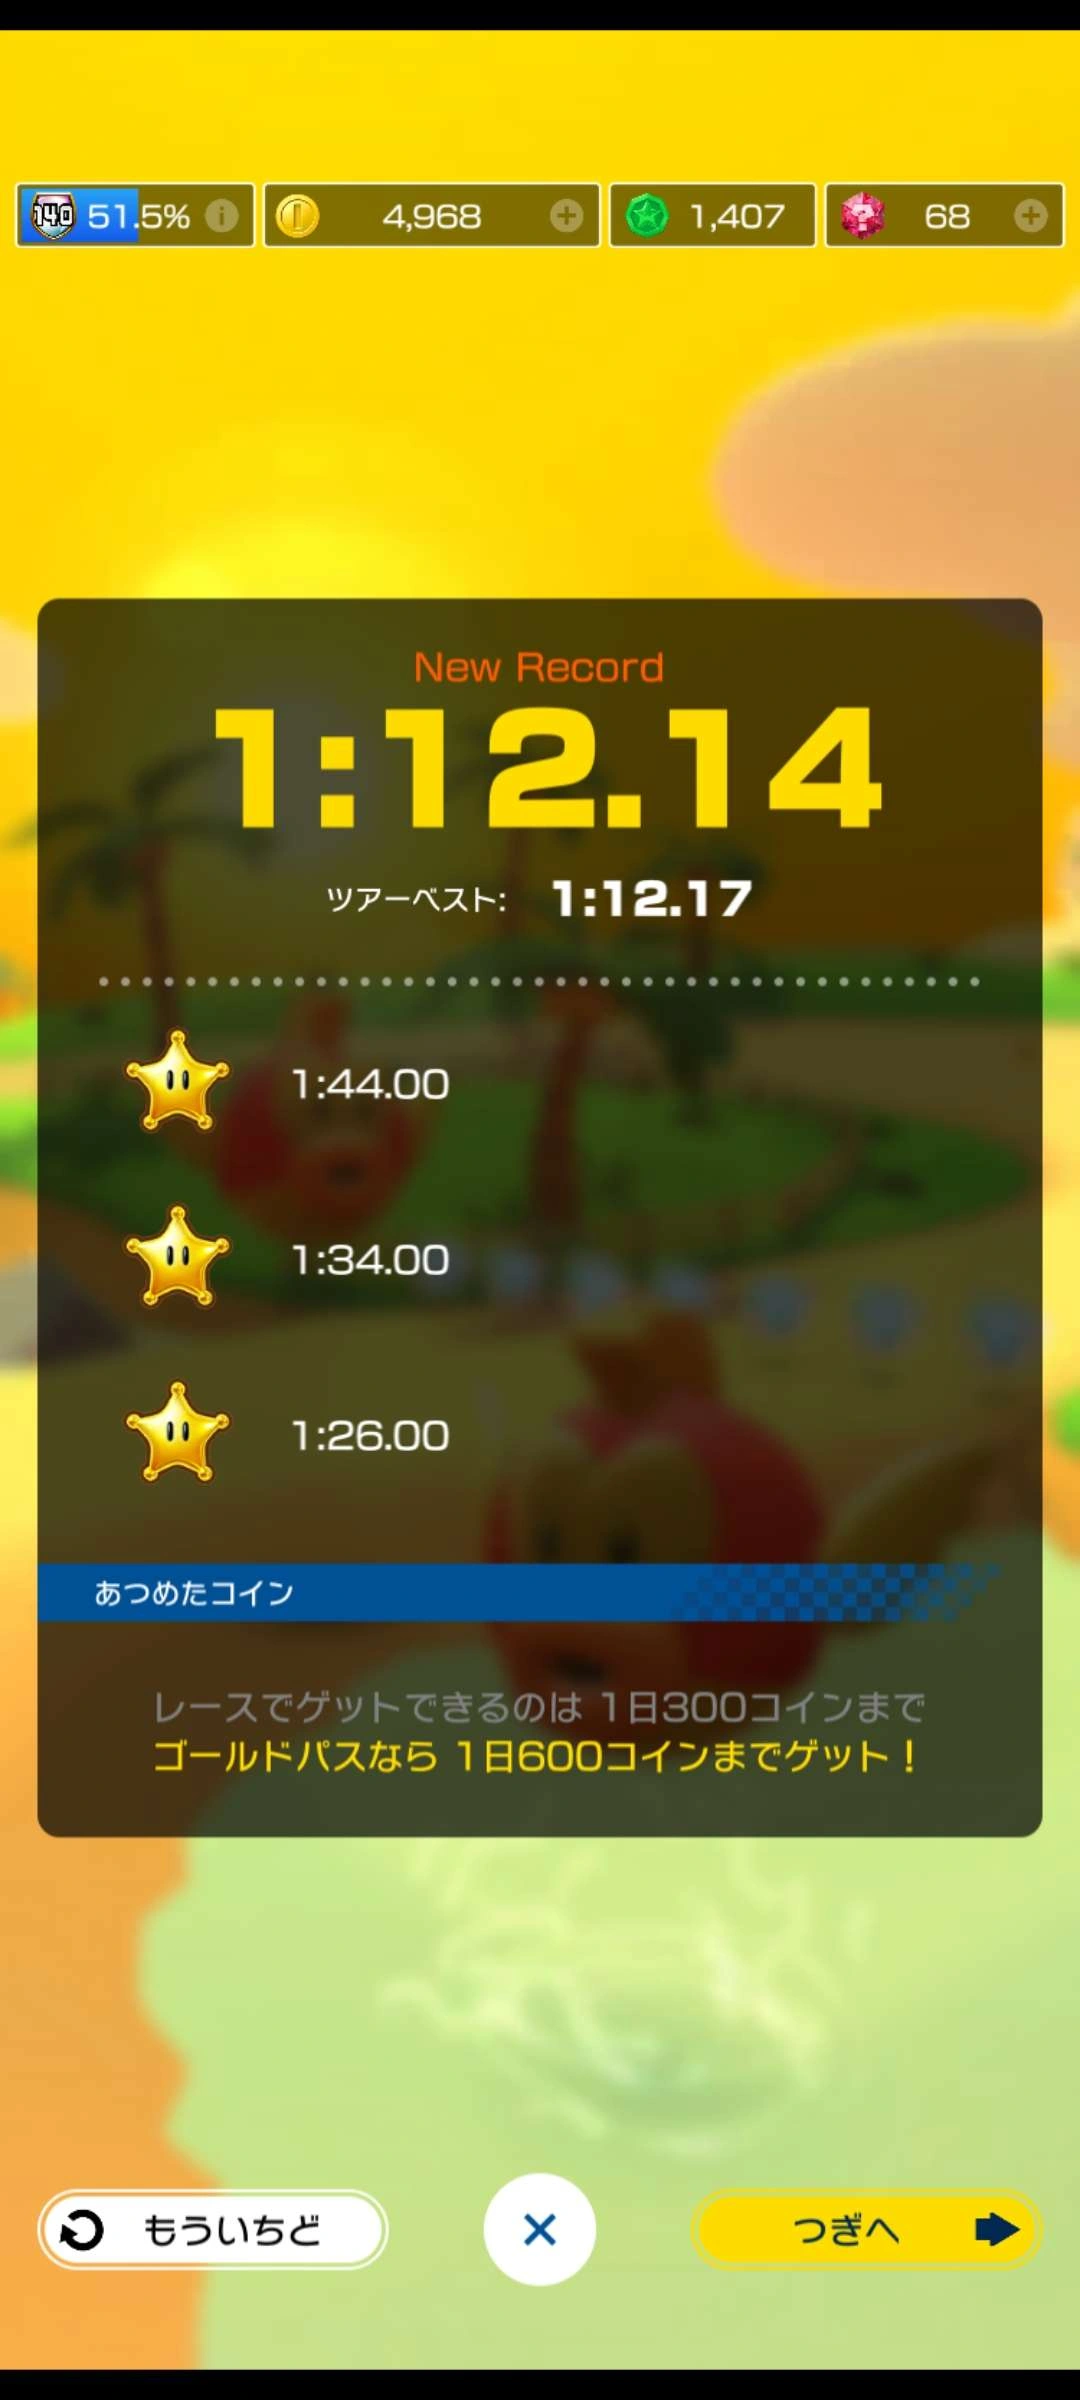 140 51.5% 4,968 1,407 68
New Record
1:12.14
ツアーベスト: 1:12.17
1:44.00
1:34.00
1:26.00
あつめたコイン
レースでゲットできるのは 1日300コインまで
ゴールドパスなら 1日600コインまでゲット！
もういちど
つぎへ